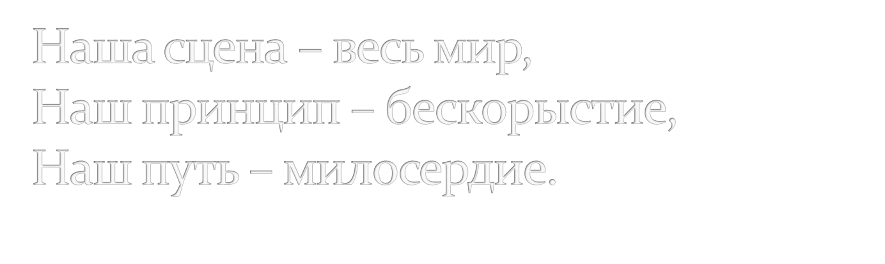 Наша сцена – весь мир,
Наш принцип – бескорыстие,
Наш путь – милосердие.